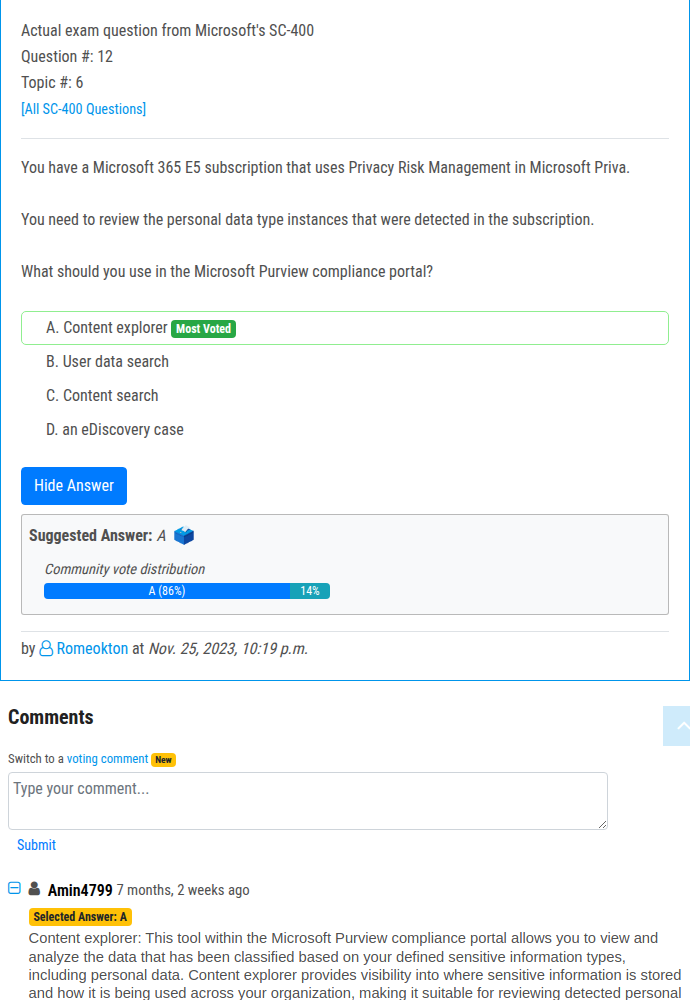 Actual exam question from Microsoft's SC-400
Question #: 12
Topic #: 6
[All SC-400 Questions]
You have a Microsoft 365 E5 subscription that uses Privacy Risk Management in Microsoft Priva.
You need to review the personal data type instances that were detected in the subscription.
What should you use in the Microsoft Purview compliance portal?
A. Content explorer Most Voted
B. User data search
C. Content search
D. an eDiscovery case
Hide Answer
Suggested Answer: A
Community vote distribution
A (86%) 14%
by Romeokton at Nov. 25, 2023, 10:19 p.m.
Comments
Switch to a voting comment New
Type your comment...
Submit
Amin4799 7 months, 2 weeks ago
Selected Answer: A
Content explorer: This tool within the Microsoft Purview compliance portal allows you to view and
analyze the data that has been classified based on your defined sensitive information types,
including personal data. Content explorer provides visibility into where sensitive information is stored
and how it is being used across your organization, making it suitable for reviewing detected personal